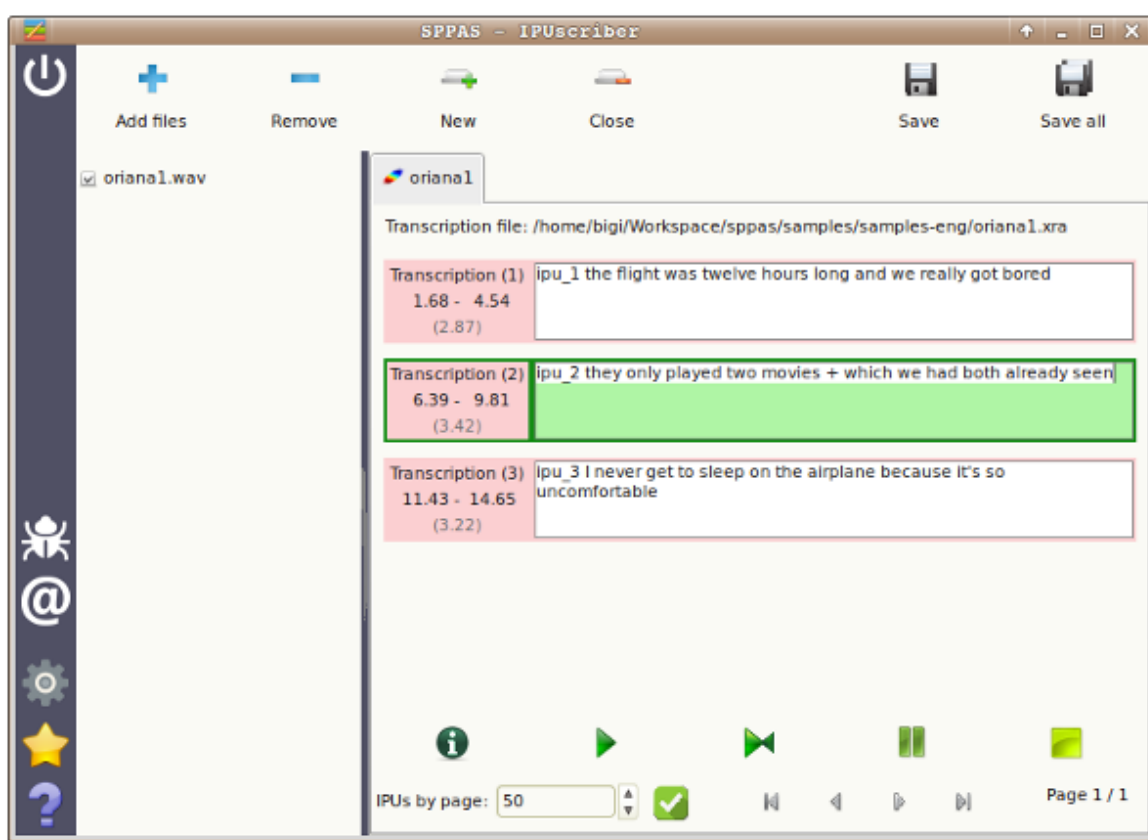 SPPAS - IPUscriber
Add files Remove New Close Save Save all
oriana1.wav
oriana1
Transcription file: /home/bigi/Workspace/sppas/samples/samples-eng/oriana1.xra
Transcription (1)
1.68 - 4.54
(2.87)
ipu_1 the flight was twelve hours long and we really got bored
Transcription (2)
6.39 - 9.81
(3.42)
ipu_2 they only played two movies + which we had both already seen
Transcription (3)
11.43 - 14.65
(3.22)
ipu_3 I never get to sleep on the airplane because it's so
uncomfortable
IPUs by page: 50
Page 1 / 1